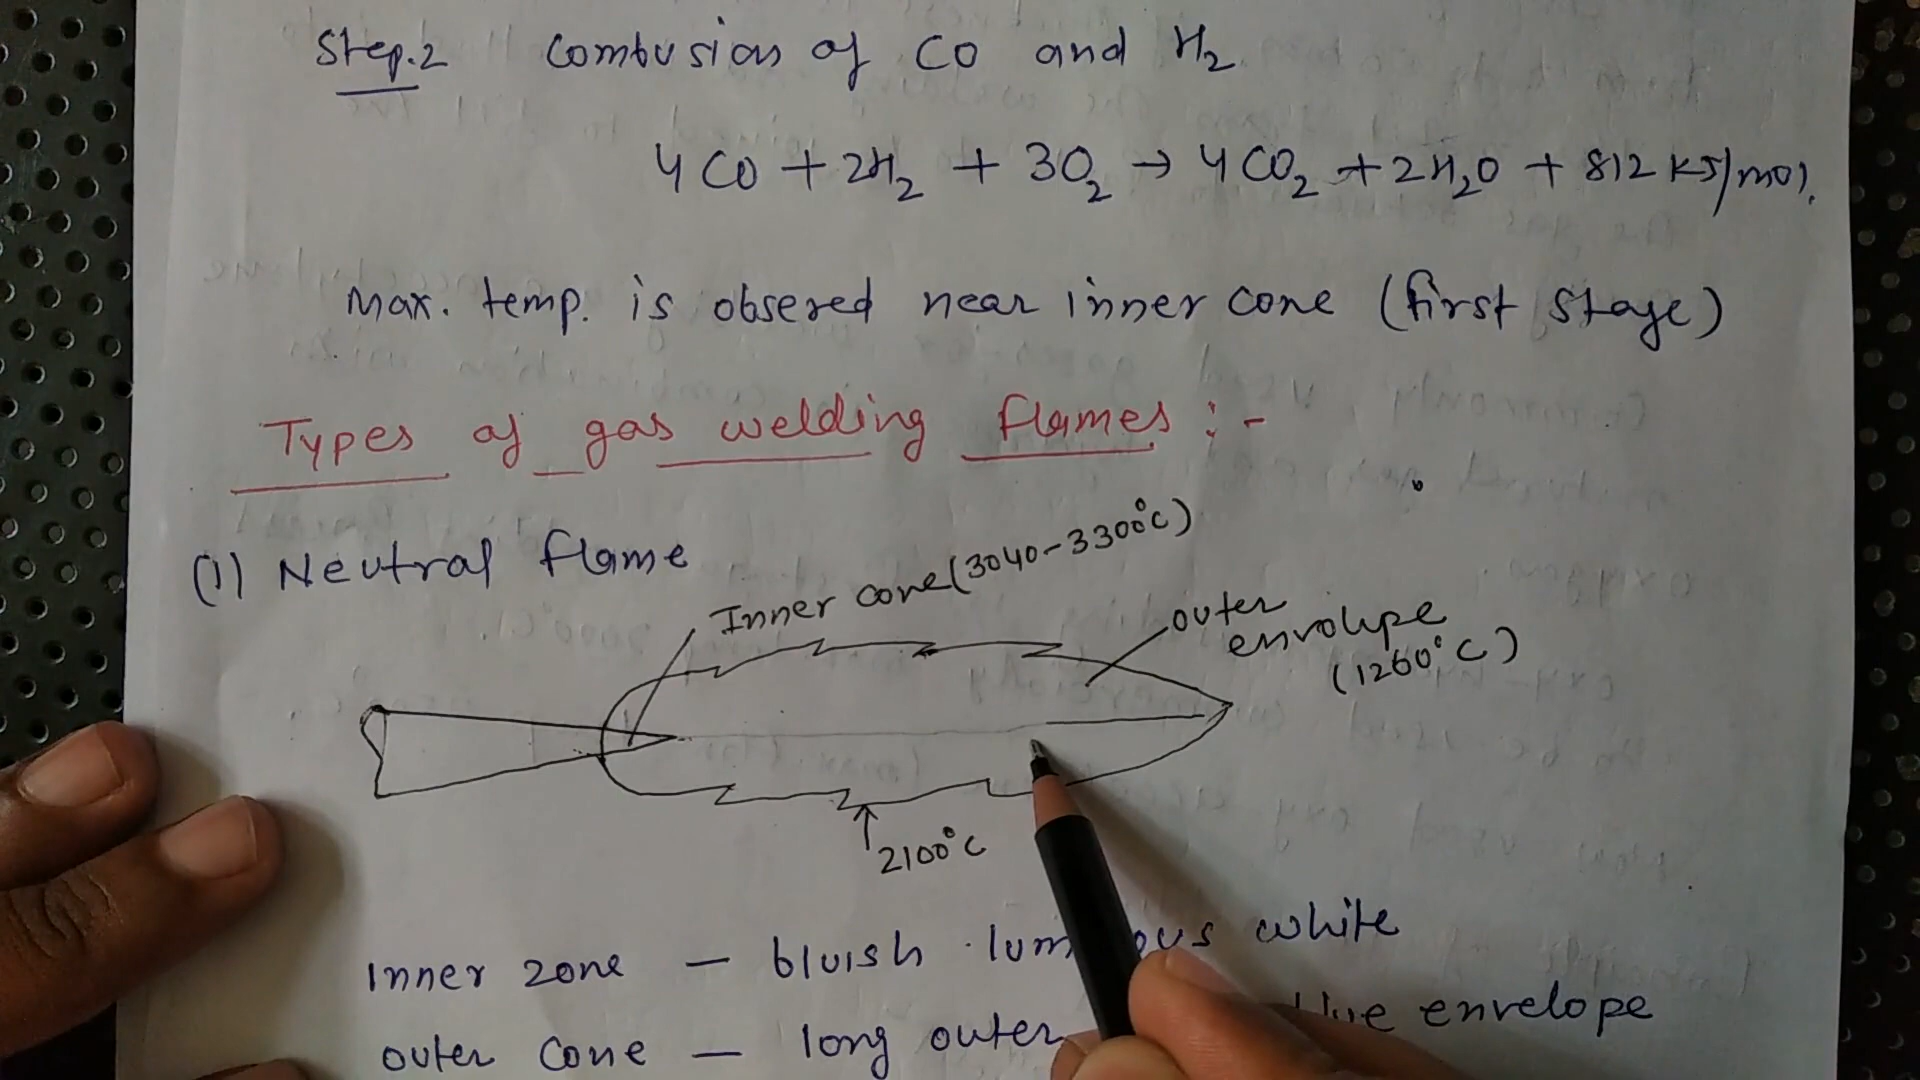 Step.2 Combusion of CO and H2
4CO + 2H2 + 3O2 → 4CO2 + 2H2O + 812 KJ/mol.
Max. temp. is obsered near inner cone (first stage)
Types of gas welding flames :-
(1) Neutral flame
Inner cone (3040-3300°C)
outer
envolupe
(1260°C)
2100°C
Inner zone - bluish luminous white
outer cone - long outer envelope